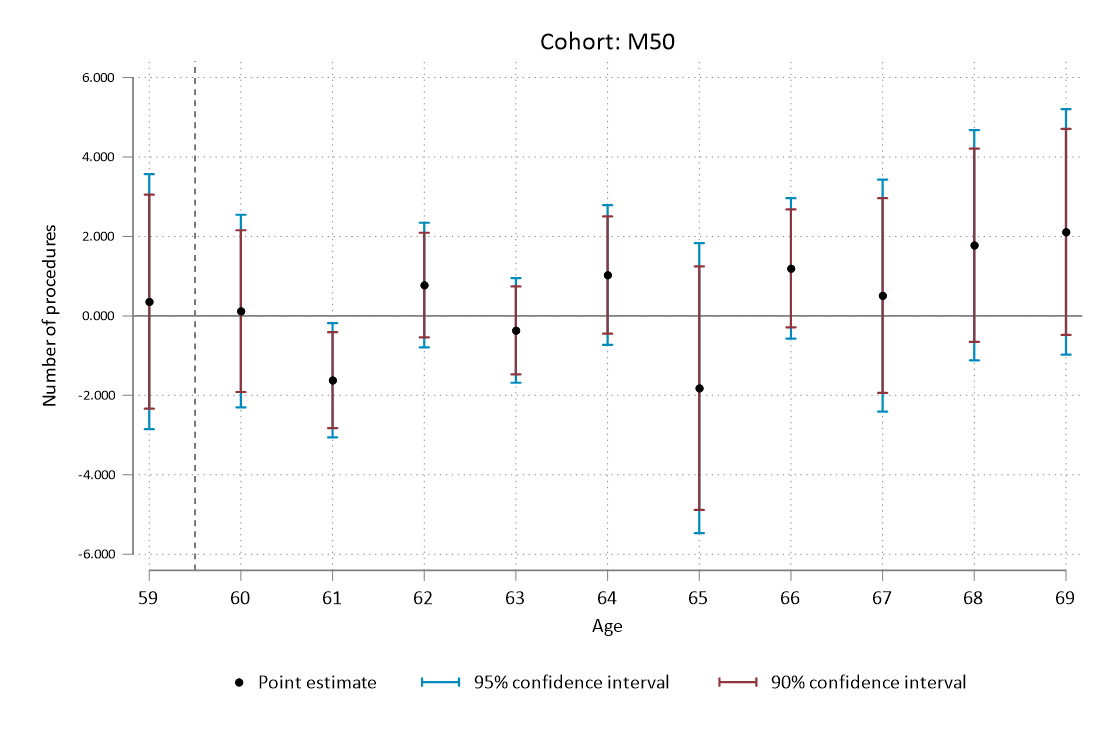 Cohort: M50
6.000
4.000
2.000
0.000
-2.000
-4.000
-6.000
Number of procedures
59 60 61 62 63 64 65 66 67 68 69
Age
Point estimate 95% confidence interval 90% confidence interval